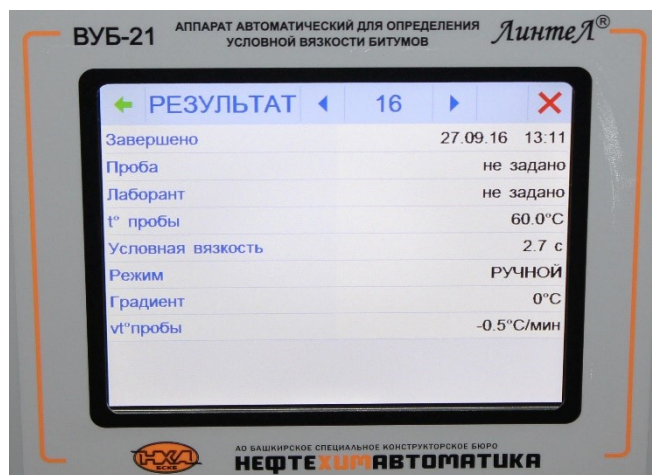 ВУБ-21
АППАРАТ АВТОМАТИЧЕСКИЙ ДЛЯ ОПРЕДЕЛЕНИЯ
УСЛОВНОЙ ВЯЗКОСТИ БИТУМОВ
ЛинтеЛ®
РЕЗУЛЬТАТ 16
Завершено 27.09.16 13:11
Проба не задано
Лаборант не задано
t° пробы 60.0°C
Условная вязкость 2.7 с
Режим РУЧНОЙ
Градиент 0°C
vt°пробы -0.5°C/мин
НХА
БСКБ
АО БАШКИРСКОЕ СПЕЦИАЛЬНОЕ КОНСТРУКТОРСКОЕ БЮРО
НЕФТЕХИМАВТОМАТИКА